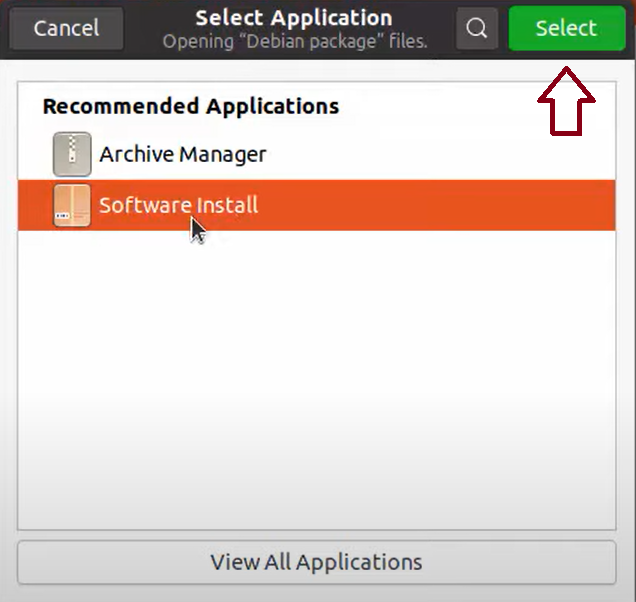 Cancel
Select Application
Opening “Debian package” files.
Select
Recommended Applications
Archive Manager
Software Install
View All Applications